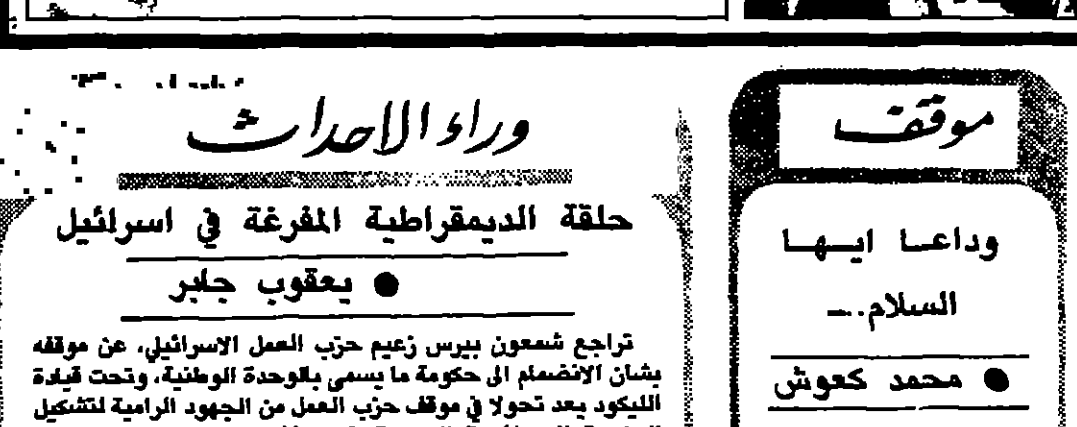 موقف
وداعا ايها
السلام..
● محمد كعوش
وراء الاحداث
حلقة الديمقراطية المفرغة في اسرائيل
● يعقوب جابر
تراجع شمعون بيرس زعيم حزب العمل الاسرائيلي، عن موقفه
بشان الانضمام الى حكومة ما يسمى بالوحدة الوطنية، وتحت قيادة
الليكود يعد تحولا في موقف حزب العمل من الجهود الرامية لتشكيل